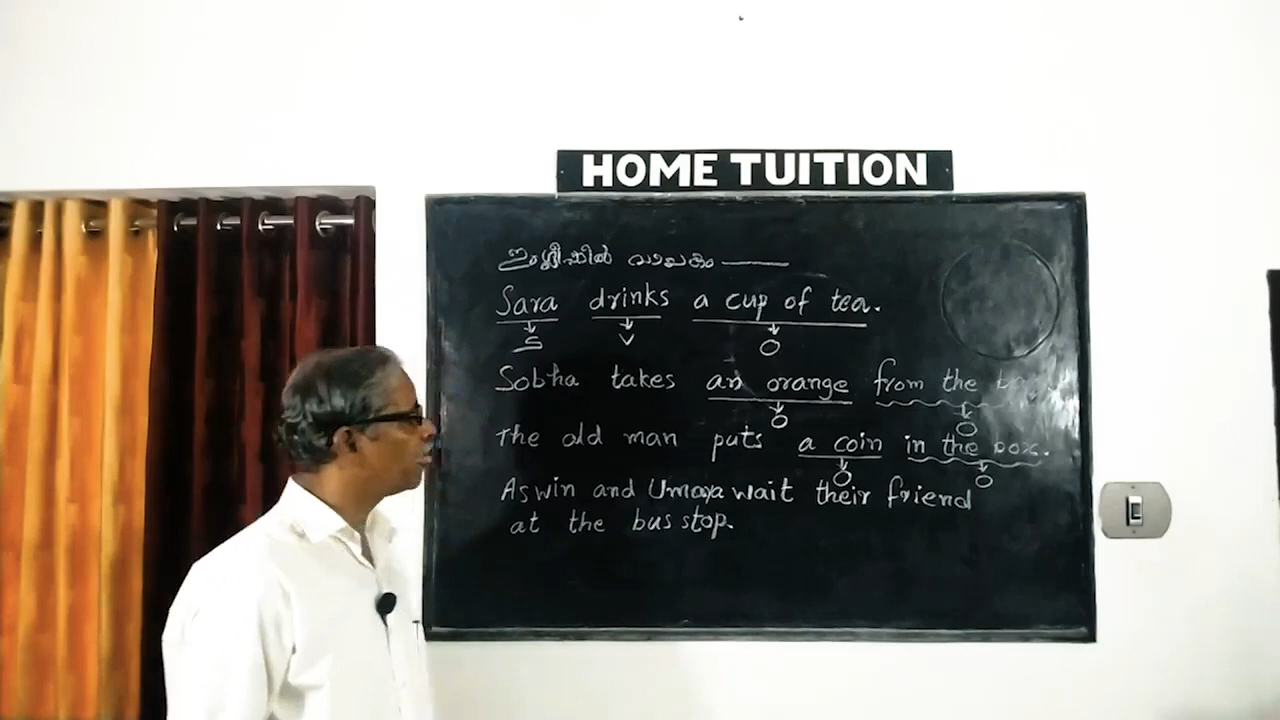 HOME TUITION
ഇംഗ്ലീഷിൽ വാചകം ———
Sara drinks a cup of tea.
S V O
Sobha takes an orange from the
O O
The old man puts a coin in the box.
O O
Aswin and Umaya wait their friend
at the bus stop.